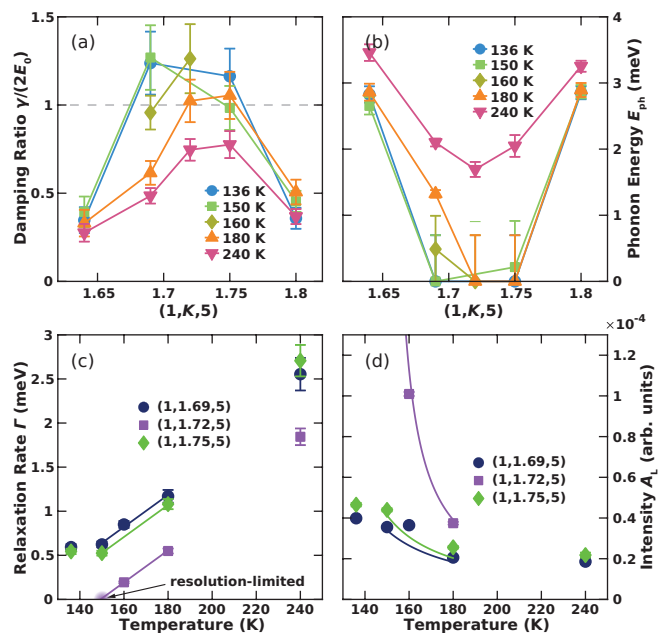 (a)
Damping Ratio γ/(2E₀)
1.5
1
0.5
0
136 K
150 K
160 K
180 K
240 K
1.65
1.7
1.75
1.8
(1,K,5)
(b)
136 K
150 K
160 K
180 K
240 K
4
3
2
1
0
Phonon Energy E_ph (meV)
1.65
1.7
1.75
1.8
(1,K,5)
(c)
Relaxation Rate Γ (meV)
3
2.5
2
1.5
1
0.5
0
(1,1.69,5)
(1,1.72,5)
(1,1.75,5)
resolution-limited
140 160 180 200 220 240
Temperature (K)
(d)
×10⁻⁴
1.2
1
0.8
0.6
0.4
0.2
0
Intensity A_L (arb. units)
(1,1.69,5)
(1,1.72,5)
(1,1.75,5)
140 160 180 200 220 240
Temperature (K)